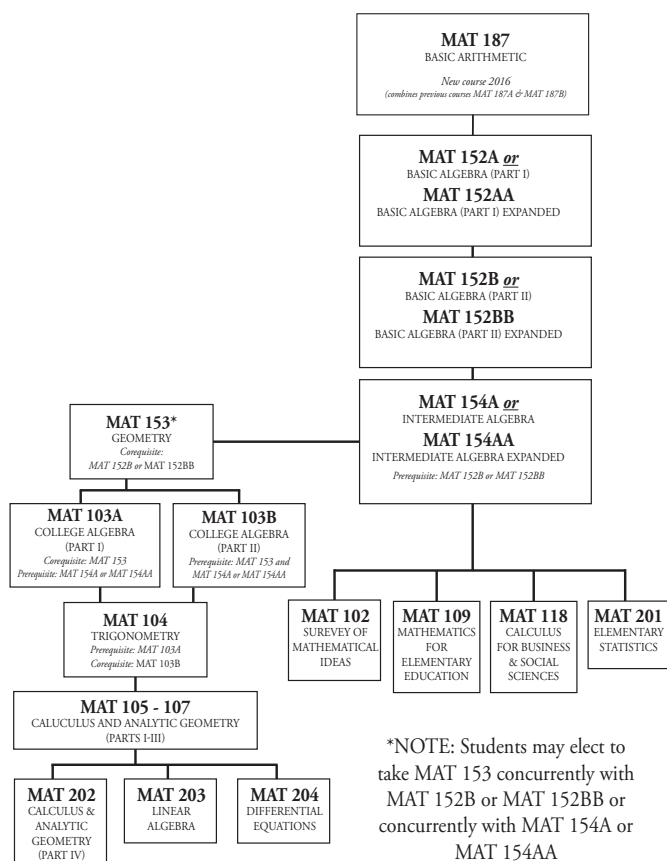 MAT 187
BASIC ARITHMETIC
New course 2016
(combines previous courses MAT 187A & MAT 187B)
MAT 152A or
BASIC ALGEBRA (PART I)
MAT 152AA
BASIC ALGEBRA (PART I) EXPANDED
MAT 152B or
BASIC ALGEBRA (PART II)
MAT 152BB
BASIC ALGEBRA (PART II) EXPANDED
MAT 154A or
INTERMEDIATE ALGEBRA
MAT 154AA
INTERMEDIATE ALGEBRA EXPANDED
Prerequisite: MAT 152B or MAT 152BB
MAT 153*
GEOMETRY
Corequisite:
MAT 152B or MAT 152BB
MAT 103A
COLLEGE ALGEBRA
(PART I)
Corequisite: MAT 153
Prerequisite: MAT 154A or MAT 154AA
MAT 103B
COLLEGE ALGEBRA
(PART II)
Prerequisite: MAT 153 and
MAT 154A or MAT 154AA
MAT 104
TRIGONOMETRY
Prerequisite: MAT 103A
Corequisite: MAT 103B
MAT 102
SUREVEY OF
MATHEMATICAL
IDEAS
MAT 109
MATHEMATICS
FOR
ELEMENTARY
EDUCATION
MAT 118
CALCULUS
FOR BUSINESS
& SOCIAL
SCIENCES
MAT 201
ELEMENTARY
STATISTICS
MAT 105 - 107
CALUCULUS AND ANALYTIC GEOMETRY
(PARTS I-III)
MAT 202
CALCULUS &
ANALYTIC
GEOMETRY
(PART IV)
MAT 203
LINEAR
ALGEBRA
MAT 204
DIFFERENTIAL
EQUATIONS
*NOTE: Students may elect to
take MAT 153 concurrently with
MAT 152B or MAT 152BB or
concurrently with MAT 154A or
MAT 154AA